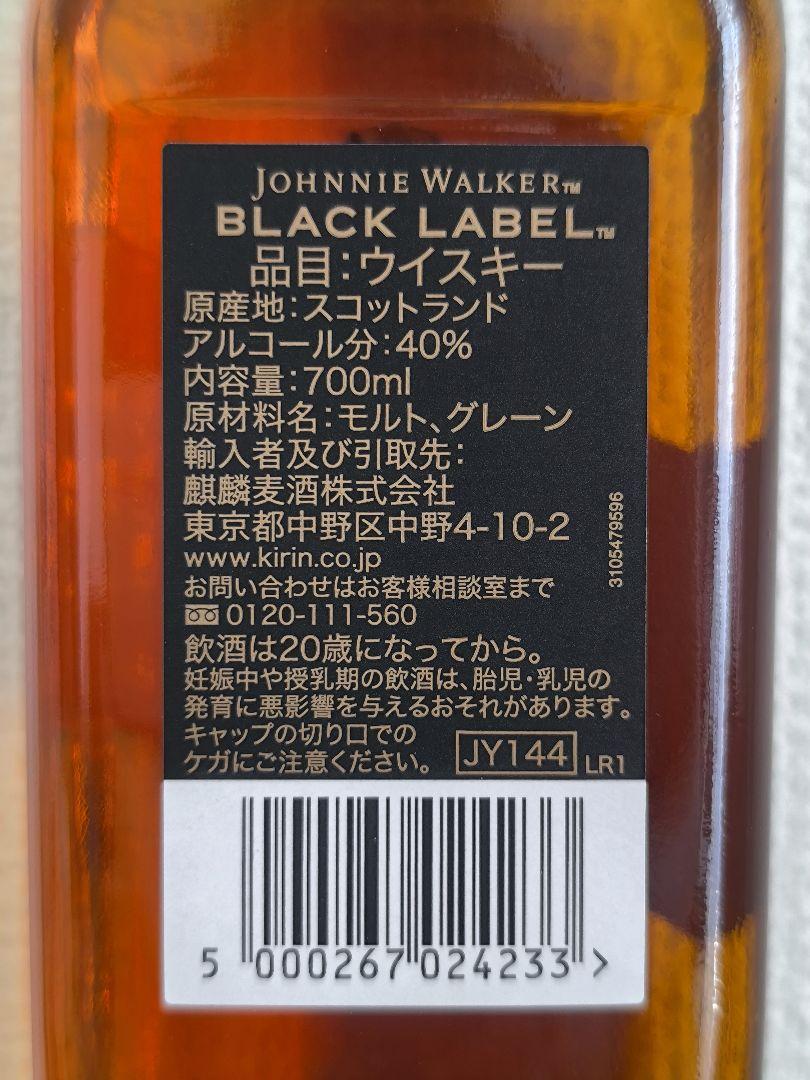 JOHNNIE WALKER™
BLACK LABEL™
品目：ウイスキー
原産地：スコットランド
アルコール分：40%
内容量：700ml
原材料名：モルト、グレーン
輸入者及び引取先：
麒麟麦酒株式会社
東京都中野区中野4-10-2
www.kirin.co.jp
お問い合わせはお客様相談室まで
0120-111-560
飲酒は20歳になってから。
妊娠中や授乳期の飲酒は、胎児・乳児の
発育に悪影響を与えるおそれがあります。
キャップの切り口での
ケガにご注意ください。
JY144 LR1
3105479596
5 000267 024233 >